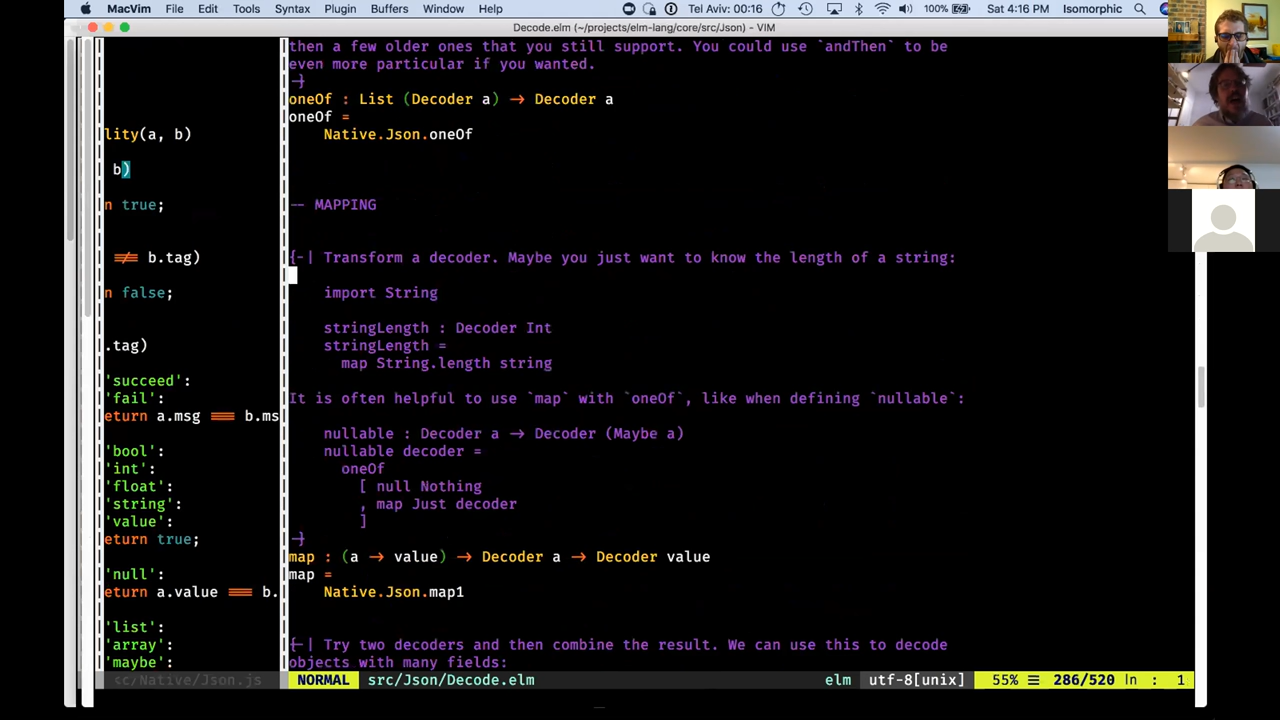 MacVim File Edit Tools Syntax Plugin Buffers Window Help Tel Aviv: 00:16 100% Sat 4:16 PM Isomorphic
Decode.elm (~/projects/elm-lang/core/src/Json) - VIM
then a few older ones that you still support. You could use `andThen` to be
even more particular if you wanted.
-}
oneOf : List (Decoder a) → Decoder a
oneOf =
lity(a, b)
Native.Json.oneOf
b)
n true;
-- MAPPING
≠ b.tag)
{-| Transform a decoder. Maybe you just want to know the length of a string:
n false;
import String
stringLength : Decoder Int
.tag)
stringLength =
map String.length string
'succeed':
'fail':
It is often helpful to use `map` with `oneOf`, like when defining `nullable`:
eturn a.msg ≡ b.ms
nullable : Decoder a → Decoder (Maybe a)
'bool':
nullable decoder =
'int':
oneOf
'float':
[ null Nothing
'string':
, map Just decoder
'value':
]
eturn true;
-}
map : (a → value) → Decoder a → Decoder value
'null':
map =
eturn a.value ≡ b.
Native.Json.map1
'list':
'array':
{-| Try two decoders and then combine the result. We can use this to decode
'maybe':
objects with many fields:
cc/Native/Json.js
NORMAL src/Json/Decode.elm elm utf-8[unix] 55% ☰ 286/520 ln : 1